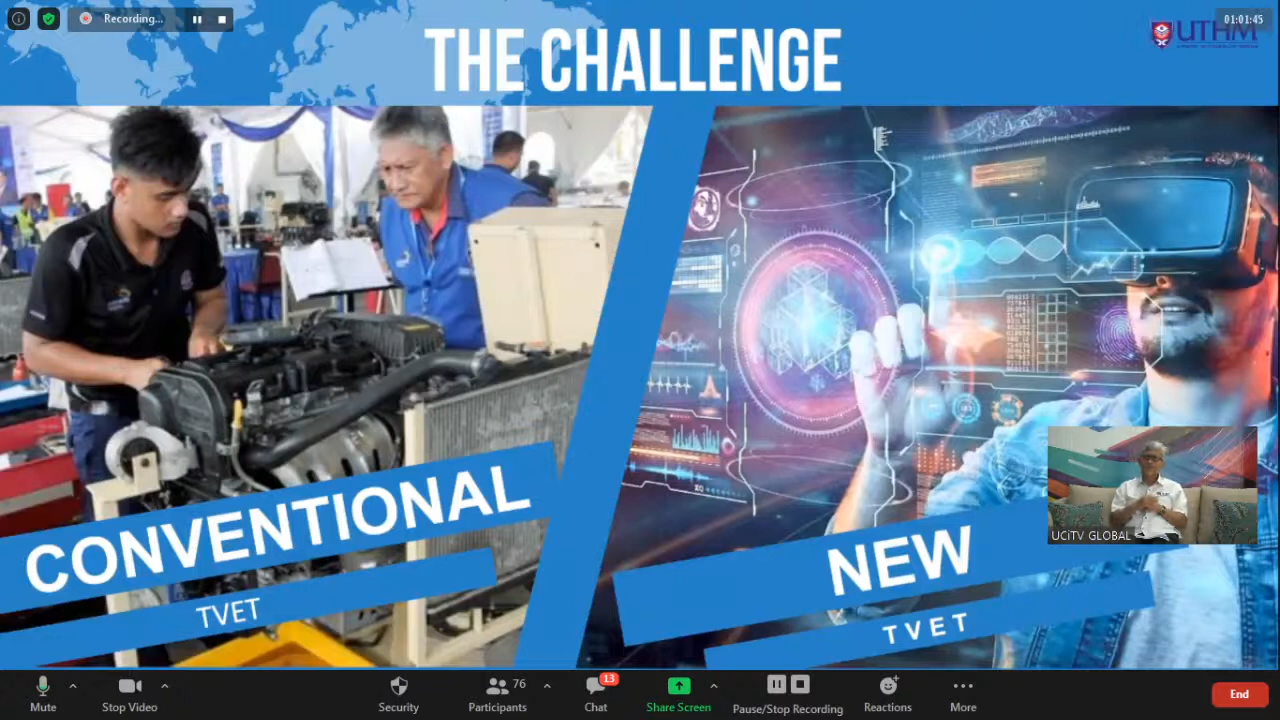 Recording...
01:01:45
THE CHALLENGE
UTHM
CONVENTIONAL
TVET
NEW
TVET
UCiTV GLOBAL
Mute
Stop Video
Security
76
Participants
13
Chat
Share Screen
Pause/Stop Recording
Reactions
More
End